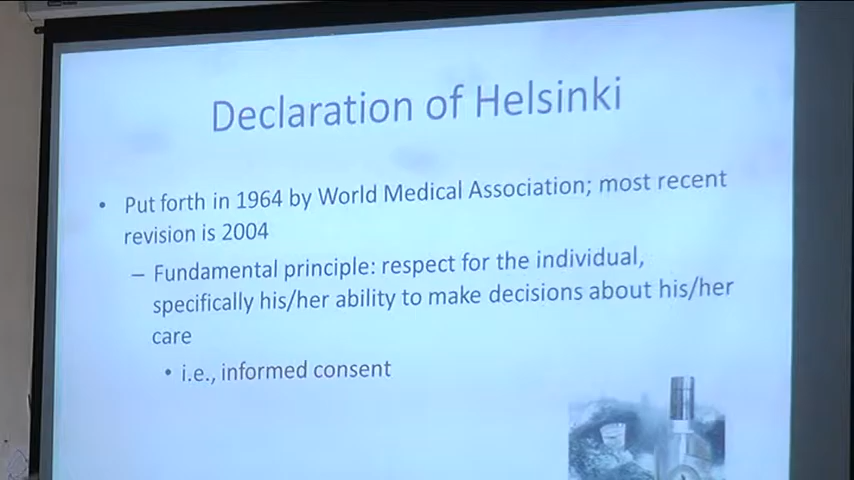 Declaration of Helsinki
• Put forth in 1964 by World Medical Association; most recent
revision is 2004
– Fundamental principle: respect for the individual,
specifically his/her ability to make decisions about his/her
care
• i.e., informed consent